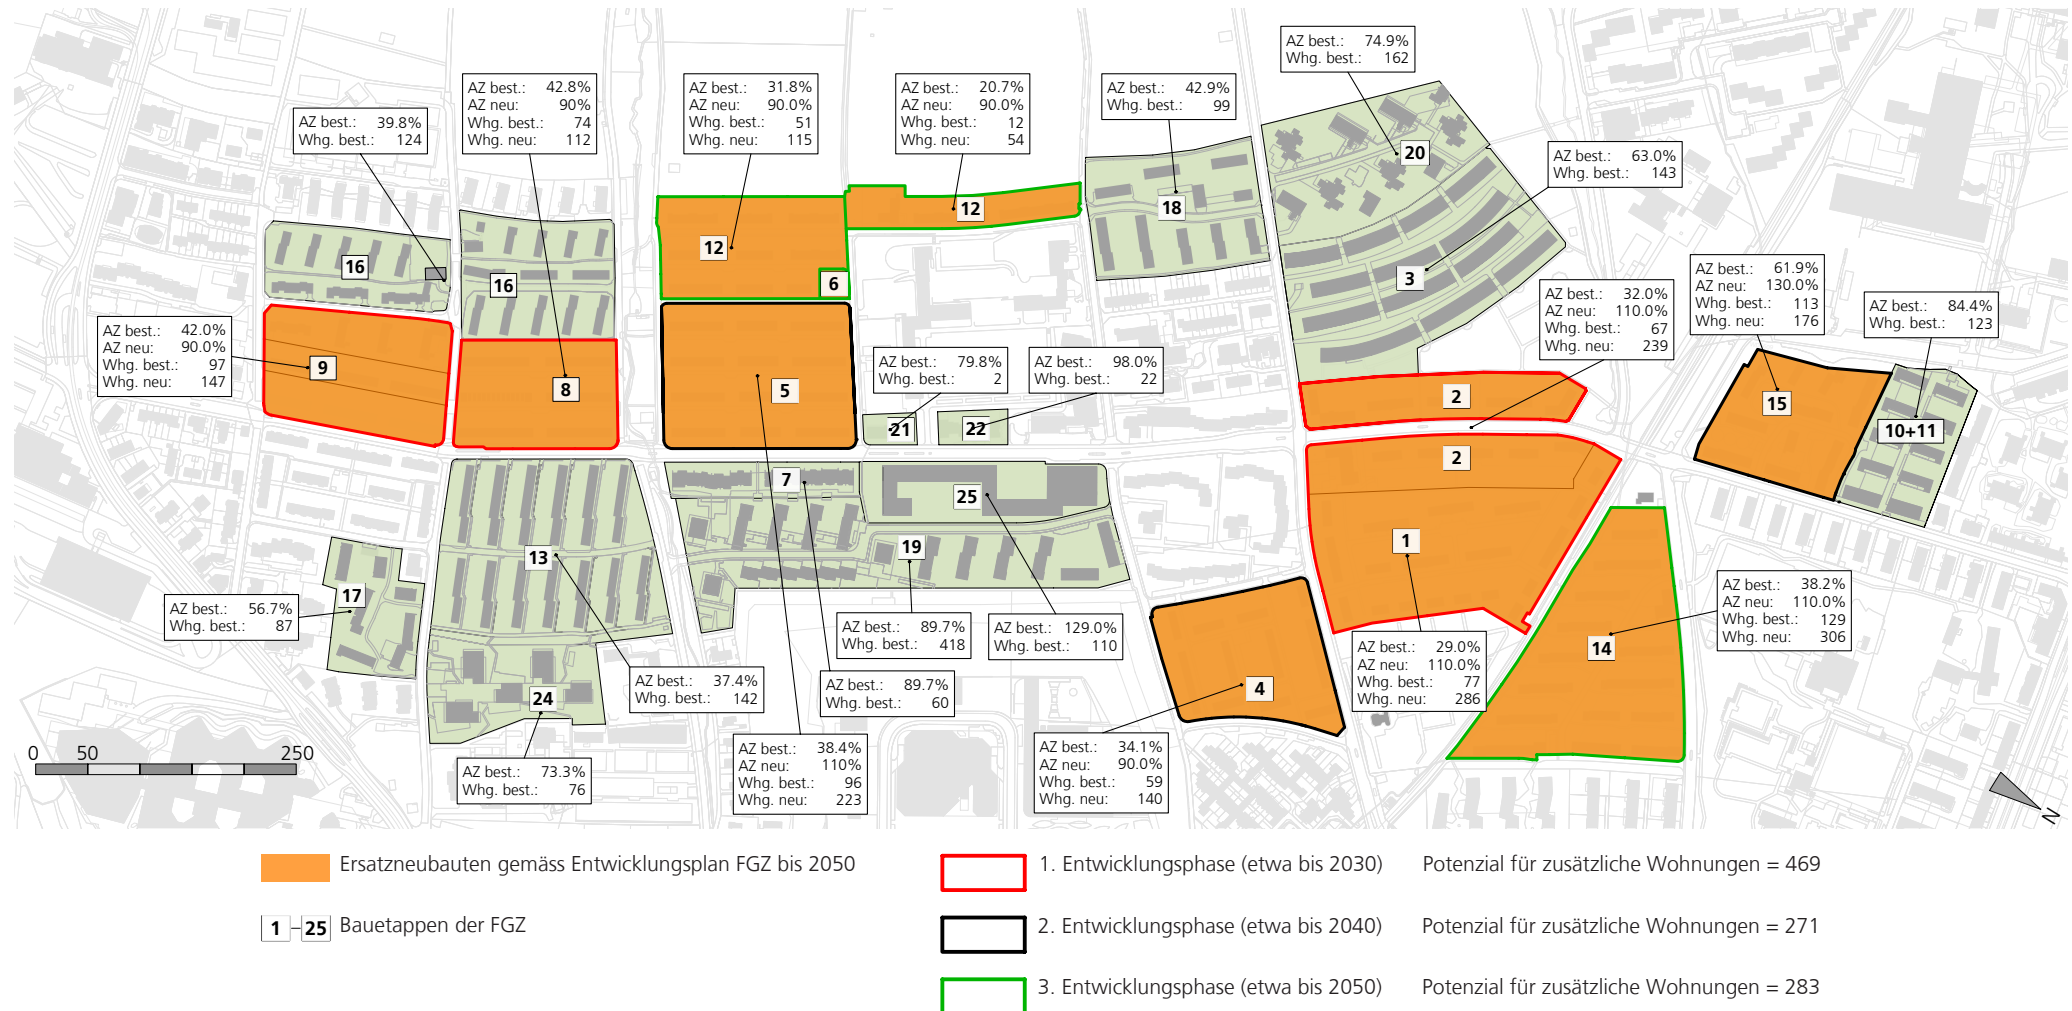 AZ best.: 74.9%
Whg. best.: 162
AZ best.: 42.8%
AZ neu: 90%
Whg. best.: 74
Whg. neu: 112
AZ best.: 31.8%
AZ neu: 90.0%
Whg. best.: 51
Whg. neu: 115
AZ best.: 20.7%
AZ neu: 90.0%
Whg. best.: 12
Whg. neu: 54
AZ best.: 42.9%
Whg. best.: 99
AZ best.: 39.8%
Whg. best.: 124
AZ best.: 63.0%
Whg. best.: 143
20
12
18
16
12
6
16
3
AZ best.: 61.9%
AZ neu: 130.0%
Whg. best.: 113
Whg. neu: 176
AZ best.: 32.0%
AZ neu: 110.0%
Whg. best.: 67
Whg. neu: 239
AZ best.: 84.4%
Whg. best.: 123
AZ best.: 42.0%
AZ neu: 90.0%
Whg. best.: 97
Whg. neu: 147
9
8
5
AZ best.: 79.8%
Whg. best.: 2
AZ best.: 98.0%
Whg. best.: 22
2
15
21
22
10+11
2
7
25
13
19
1
17
AZ best.: 56.7%
Whg. best.: 87
AZ best.: 89.7%
Whg. best.: 418
AZ best.: 129.0%
Whg. best.: 110
AZ best.: 38.2%
AZ neu: 110.0%
Whg. best.: 129
Whg. neu: 306
AZ best.: 29.0%
AZ neu: 110.0%
Whg. best.: 77
Whg. neu: 286
14
AZ best.: 37.4%
Whg. best.: 142
AZ best.: 89.7%
Whg. best.: 60
24
4
AZ best.: 38.4%
AZ neu: 110%
Whg. best.: 96
Whg. neu: 223
AZ best.: 34.1%
AZ neu: 90.0%
Whg. best.: 59
Whg. neu: 140
0 50 250
AZ best.: 73.3%
Whg. best.: 76
N
Ersatzneubauten gemäss Entwicklungsplan FGZ bis 2050
1. Entwicklungsphase (etwa bis 2030) Potenzial für zusätzliche Wohnungen = 469
1–25 Bauetappen der FGZ
2. Entwicklungsphase (etwa bis 2040) Potenzial für zusätzliche Wohnungen = 271
3. Entwicklungsphase (etwa bis 2050) Potenzial für zusätzliche Wohnungen = 283